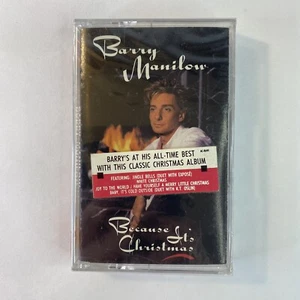 Barry
Manilow
BARRY'S AT HIS ALL-TIME BEST
WITH THIS CLASSIC CHRISTMAS ALBUM
FEATURING: JINGLE BELLS (DUET WITH EXPOSÉ)
WHITE CHRISTMAS
JOY TO THE WORLD / HAVE YOURSELF A MERRY LITTLE CHRISTMAS
BABY, IT'S COLD OUTSIDE (DUET WITH K.T. OSLIN)
Because It's
Christmas